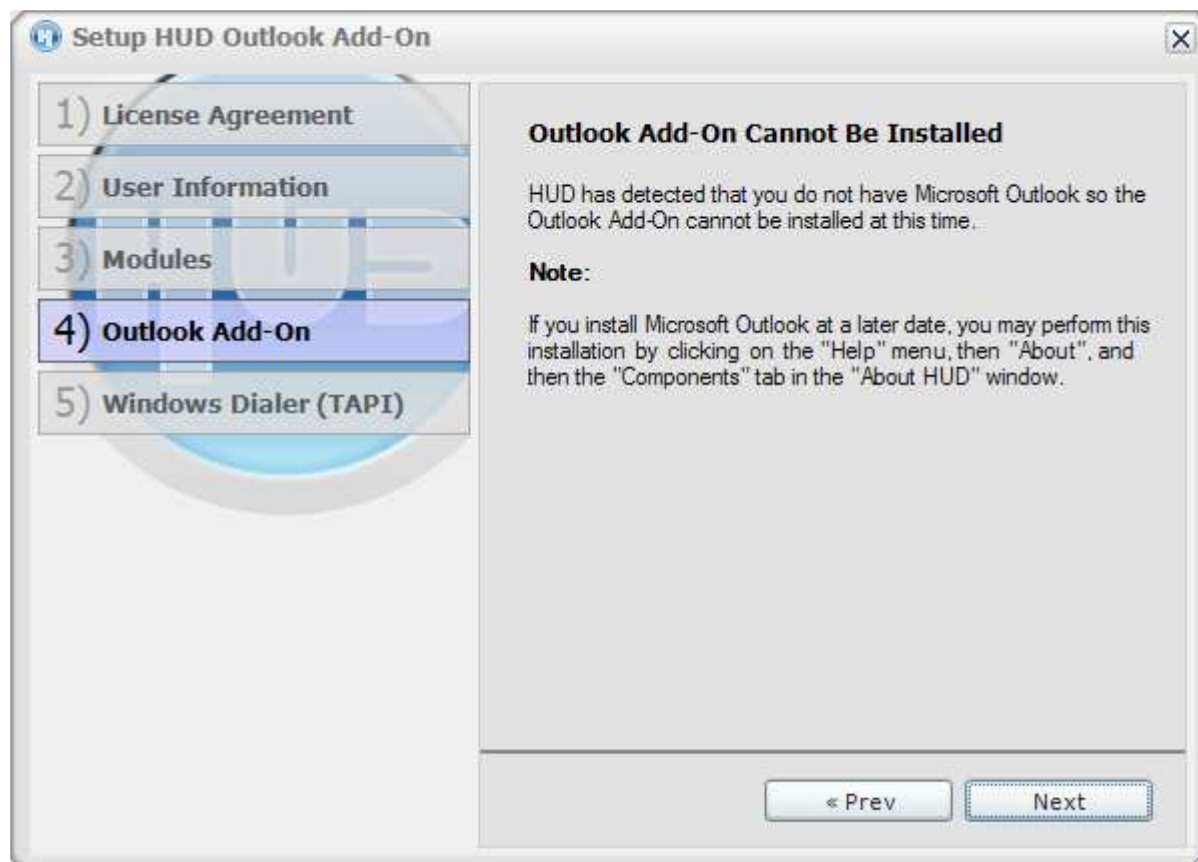 Setup HUD Outlook Add-On
1) License Agreement
2) User Information
3) Modules
4) Outlook Add-On
5) Windows Dialer (TAPI)
Outlook Add-On Cannot Be Installed
HUD has detected that you do not have Microsoft Outlook so the
Outlook Add-On cannot be installed at this time.
Note:
If you install Microsoft Outlook at a later date, you may perform this
installation by clicking on the "Help" menu, then "About", and
then the "Components" tab in the "About HUD" window.
« Prev
Next
HUD